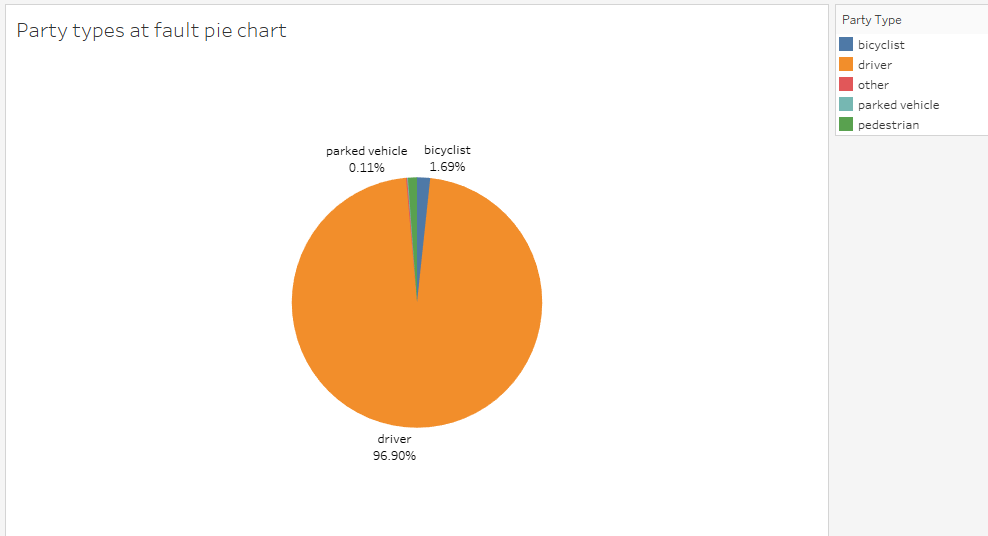 Party types at fault pie chart
parked vehicle
0.11%
bicyclist
1.69%
driver
96.90%
Party Type
bicyclist
driver
other
parked vehicle
pedestrian